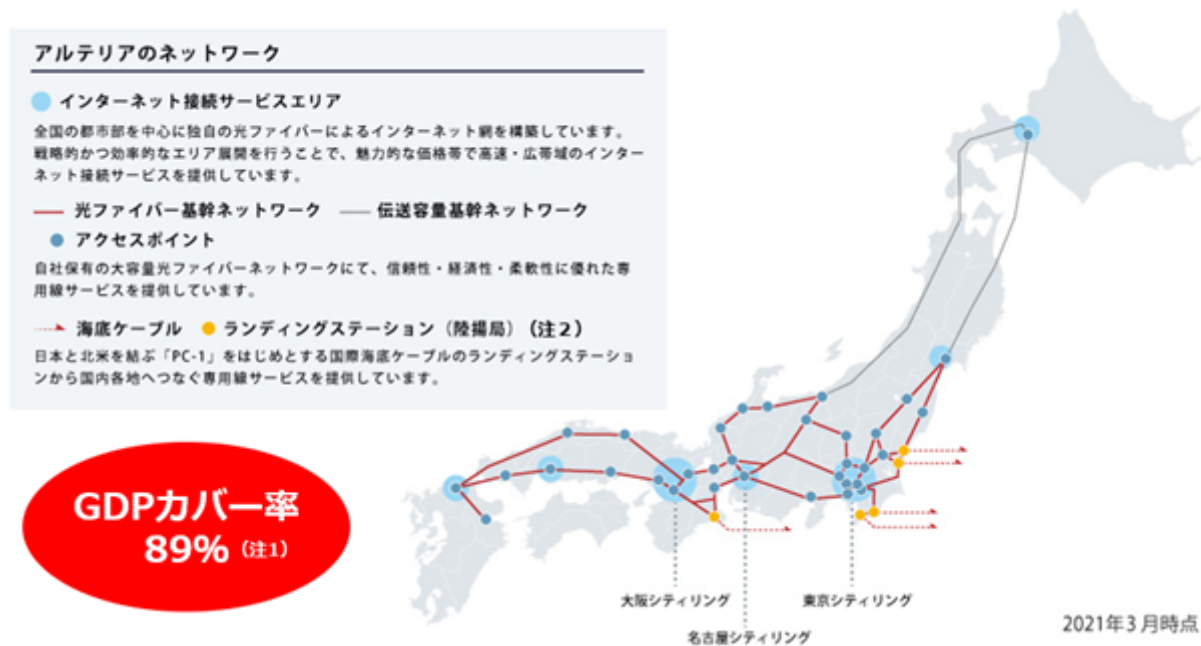 アルテリアのネットワーク
インターネット接続サービスエリア
全国の都市部を中心に独自の光ファイバーによるインターネット網を構築しています。
戦略的かつ効率的なエリア展開を行うことで、魅力的な価格帯で高速・広帯域のインター
ネット接続サービスを提供しています。
光ファイバー基幹ネットワーク 伝送容量基幹ネットワーク
アクセスポイント
自社保有の大容量光ファイバーネットワークにて、信頼性・経済性・柔軟性に優れた専
用線サービスを提供しています。
海底ケーブル ランディングステーション（陸揚局）（注２）
日本と北米を結ぶ「PC-1」をはじめとする国際海底ケーブルのランディングステーショ
ンから国内各地へつなぐ専用線サービスを提供しています。
GDPカバー率
89%（注1）
大阪シティリング
東京シティリング
名古屋シティリング
2021年3月時点